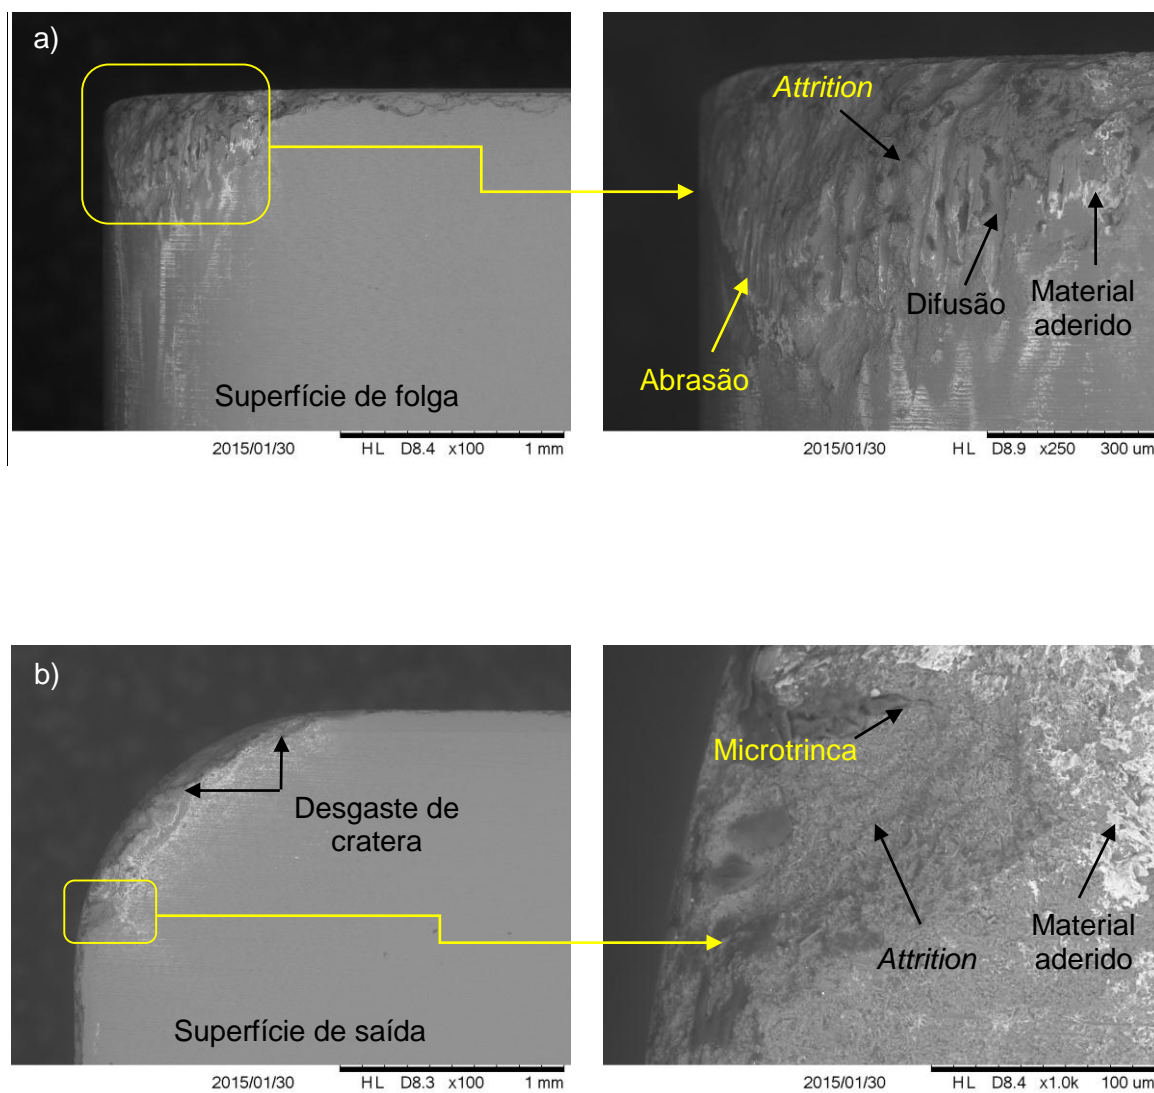 a)
Attrition
Difusão
Material
aderido
Abrasão
Superfície de folga
2015/01/30 HL D8.4 x100 1 mm
2015/01/30 HL D8.9 x250 300 um
b)
Microtrinca
Desgaste de
cratera
Material
aderido
Attrition
Superfície de saída
2015/01/30 HL D8.3 x100 1 mm
2015/01/30 HL D8.4 x1.0k 100 um